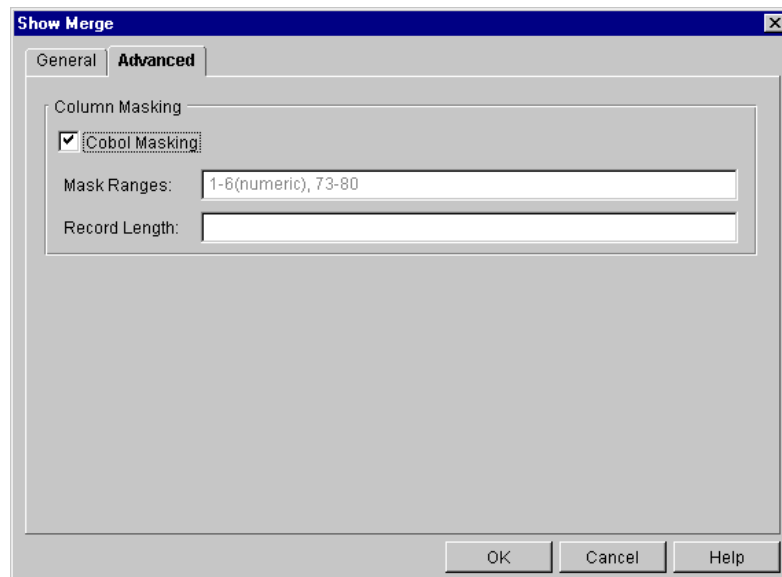 Show Merge
General Advanced
Column Masking
Cobol Masking
Mask Ranges: 1-6(numeric), 73-80
Record Length:
OK Cancel Help